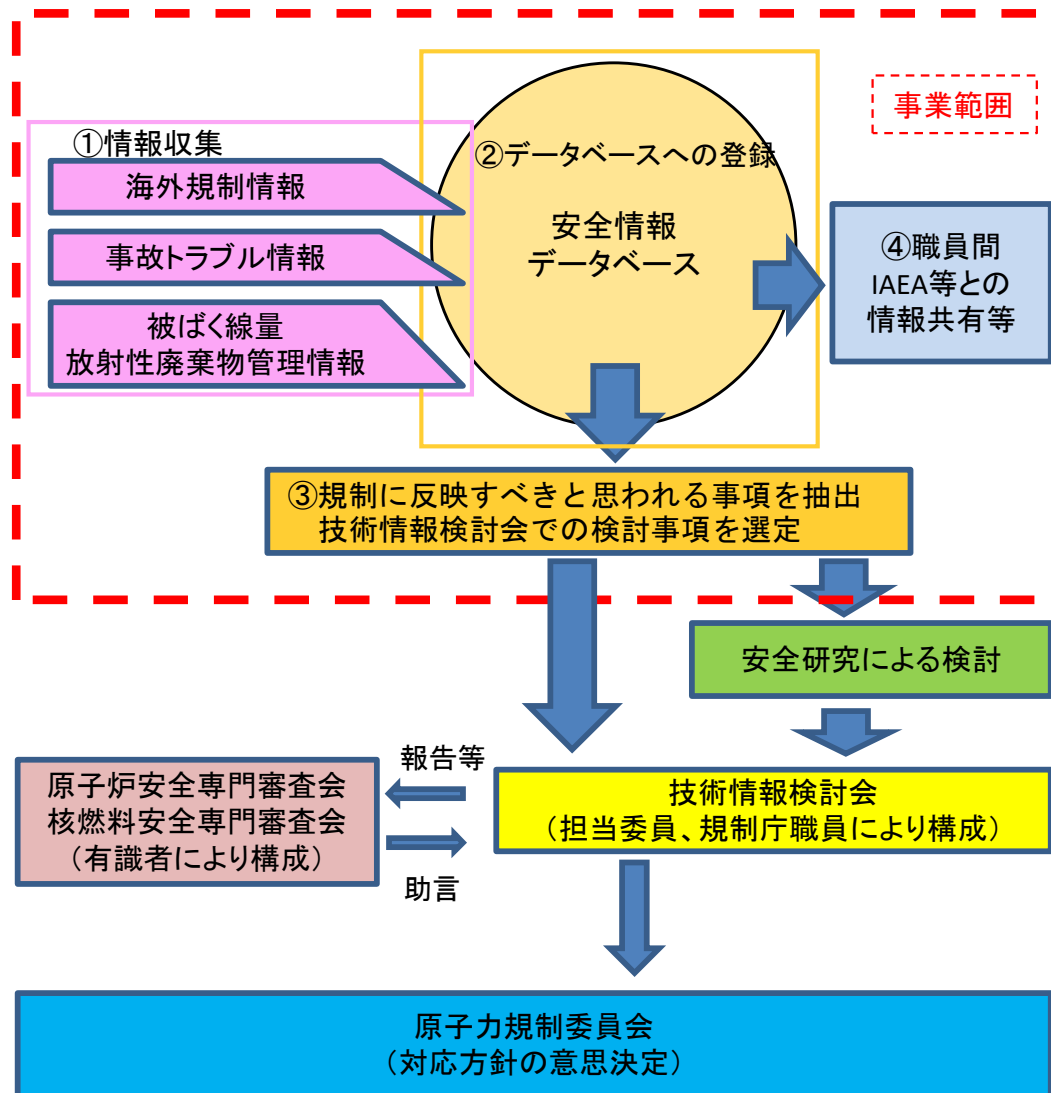 事業範囲
①情報収集
海外規制情報
事故トラブル情報
被ばく線量
放射性廃棄物管理情報
②データベースへの登録
安全情報
データベース
④職員間
IAEA等との
情報共有等
③規制に反映すべきと思われる事項を抽出
技術情報検討会での検討事項を選定
安全研究による検討
報告等
原子炉安全専門審査会
核燃料安全専門審査会
（有識者により構成）
助言
技術情報検討会
（担当委員、規制庁職員により構成）
原子力規制委員会
（対応方針の意思決定）